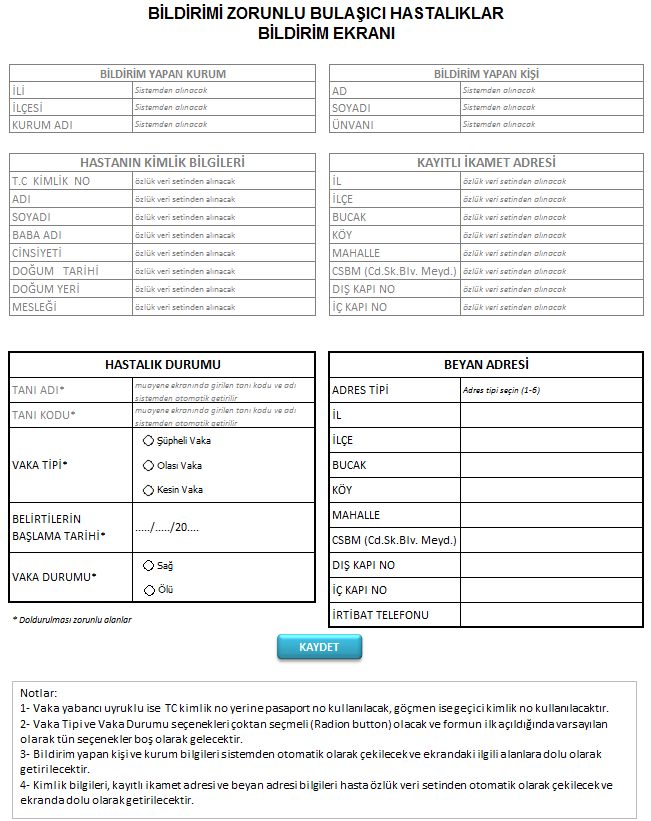 BİLDİRİMİ ZORUNLU BULAŞICI HASTALIKLAR
BİLDİRİM EKRANI
BİLDİRİM YAPAN KURUM
İLİ Sistemden alınacak
İLÇESİ Sistemden alınacak
KURUM ADI Sistemden alınacak
BİLDİRİM YAPAN KİŞİ
AD Sistemden alınacak
SOYADI Sistemden alınacak
ÜNVANI Sistemden alınacak
HASTANIN KİMLİK BİLGİLERİ
T.C KİMLİK NO özlük veri setinden alınacak
ADI özlük veri setinden alınacak
SOYADI özlük veri setinden alınacak
BABA ADI özlük veri setinden alınacak
CİNSİYETİ özlük veri setinden alınacak
DOĞUM TARİHİ özlük veri setinden alınacak
DOĞUM YERİ özlük veri setinden alınacak
MESLEĞİ özlük veri setinden alınacak
KAYITLI İKAMET ADRESİ
İL özlük veri setinden alınacak
İLÇE özlük veri setinden alınacak
BUCAK özlük veri setinden alınacak
KÖY özlük veri setinden alınacak
MAHALLE özlük veri setinden alınacak
CSBM (Cd.Sk.Blv. Meyd.) özlük veri setinden alınacak
DIŞ KAPI NO özlük veri setinden alınacak
İÇ KAPI NO özlük veri setinden alınacak
HASTALIK DURUMU
TANI ADI* muayene ekranında girilen tanı kodu ve adı
sistemden otomatik getirilir
TANI KODU* muayene ekranında girilen tanı kodu ve adı
sistemden otomatik getirilir
VAKA TİPİ*
Şüpheli Vaka
Olası Vaka
Kesin Vaka
BELİRTİLERİN
BAŞLAMA TARİHİ* ...../...../20....
VAKA DURUMU*
Sağ
Ölü
* Doldurulması zorunlu alanlar
BEYAN ADRESİ
ADRES TİPİ Adres tipi seçin (1-6)
İL
İLÇE
BUCAK
KÖY
MAHALLE
CSBM (Cd.Sk.Blv. Meyd.)
DIŞ KAPI NO
İÇ KAPI NO
İRTİBAT TELEFONU
KAYDET
Notlar:
1- Vaka yabancı uyruklu ise TC kimlik no yerine pasaport no kullanılacak, göçmen ise geçici kimlik no kullanılacaktır.
2- Vaka Tipi ve Vaka Durumu seçenekleri çoktan seçmeli (Radion button) olacak ve formun ilk açıldığında varsayılan
olarak tün seçenekler boş olarak gelecektir.
3- Bildirim yapan kişi ve kurum bilgileri sistemden otomatik olarak çekilecek ve ekrandaki ilgili alanlara dolu olarak
getirilecektir.
4- Kimlik bilgileri, kayıtlı ikamet adresi ve beyan adresi bilgileri hasta özlük veri setinden otomatik olarak çekilecek ve
ekranda dolu olarak getirilecektir.